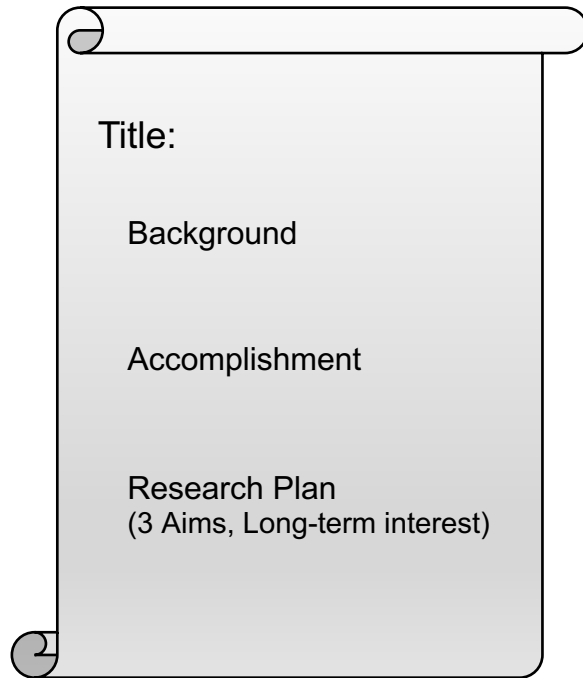 Title:
Background
Accomplishment
Research Plan
(3 Aims, Long-term interest)